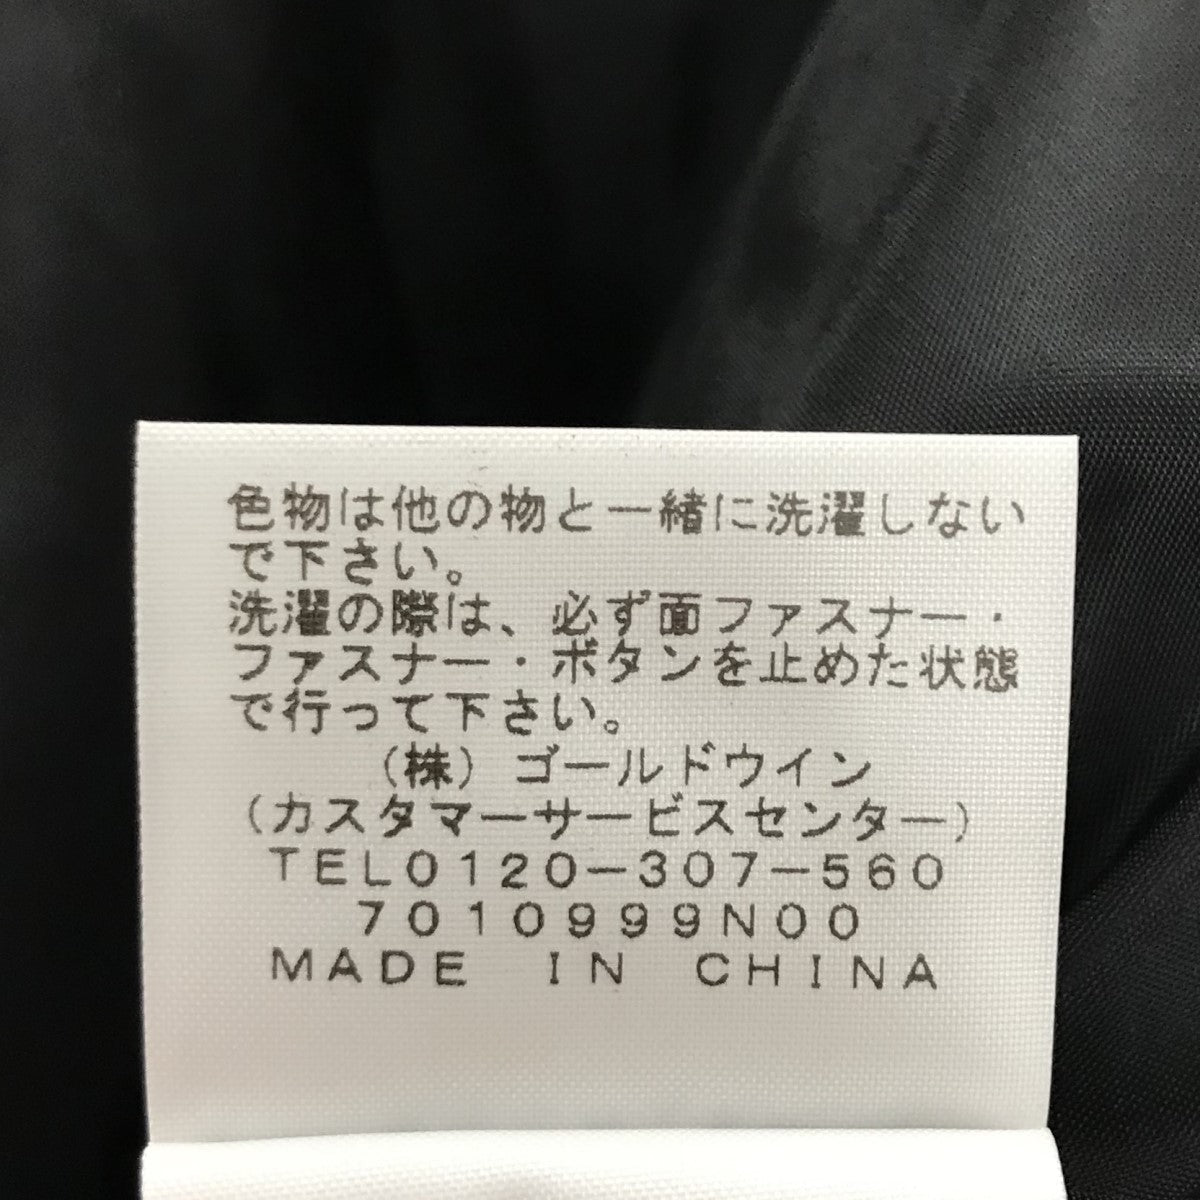 色物は他の物と一緒に洗濯しない
で下さい。
洗濯の際は、必ず面ファスナー・
ファスナー・ボタンを止めた状態
で行って下さい。
(株)ゴールドウイン
(カスタマーサービスセンター)
TEL0120-307-560
7010999N00
MADE IN CHINA